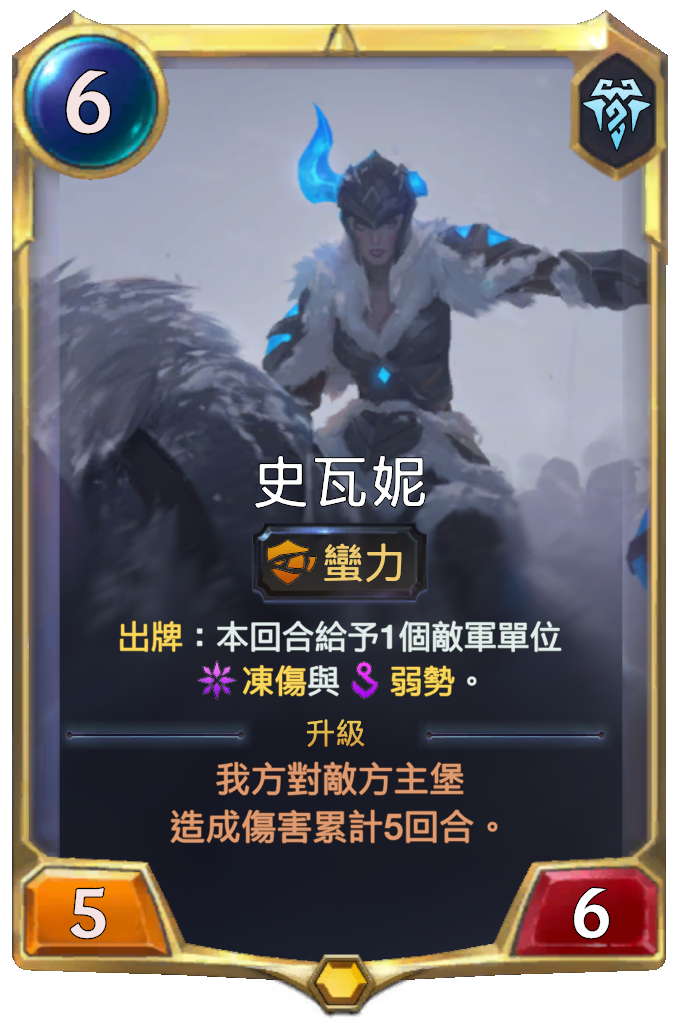 6
史瓦妮
蠻力
出牌：本回合給予1個敵軍單位
凍傷與 弱勢。
升級
我方對敵方主堡
造成傷害累計5回合。
5
6